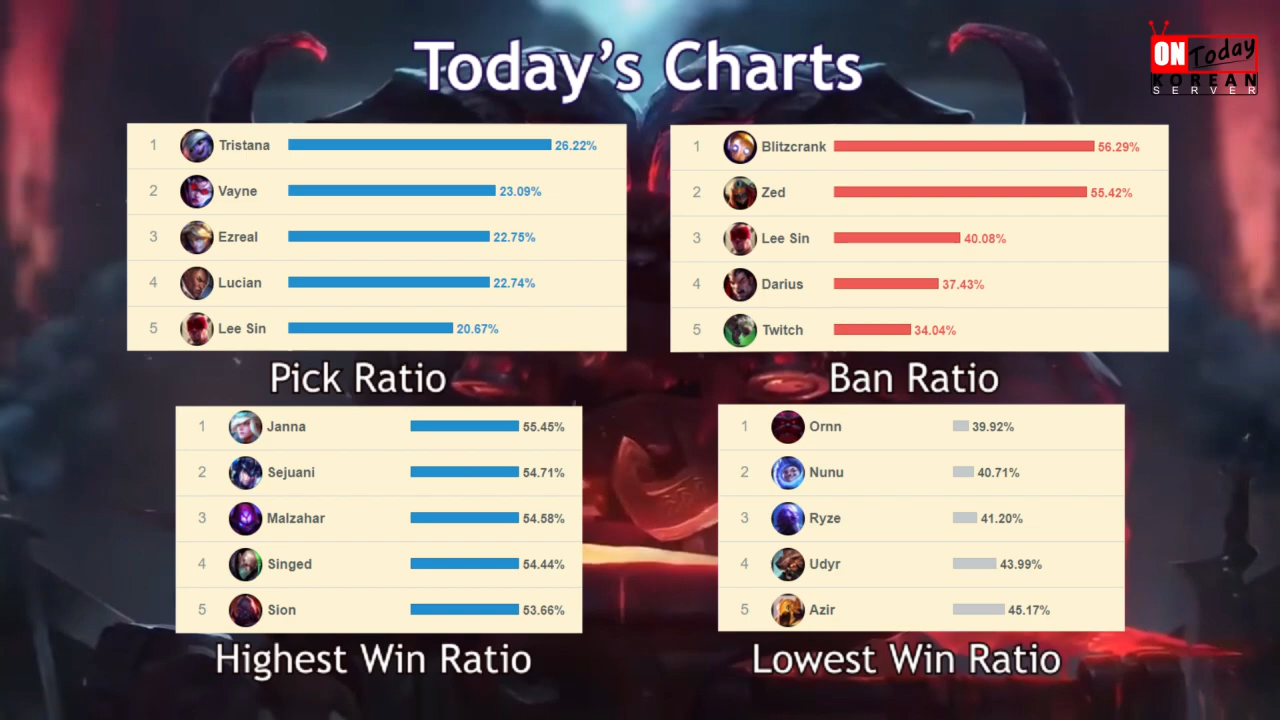 Today's Charts
ON Today
KOREAN
SERVER
1 Tristana 26.22%
2 Vayne 23.09%
3 Ezreal 22.75%
4 Lucian 22.74%
5 Lee Sin 20.67%
Pick Ratio
1 Blitzcrank 56.29%
2 Zed 55.42%
3 Lee Sin 40.08%
4 Darius 37.43%
5 Twitch 34.04%
Ban Ratio
1 Janna 55.45%
2 Sejuani 54.71%
3 Malzahar 54.58%
4 Singed 54.44%
5 Sion 53.66%
Highest Win Ratio
1 Ornn 39.92%
2 Nunu 40.71%
3 Ryze 41.20%
4 Udyr 43.99%
5 Azir 45.17%
Lowest Win Ratio